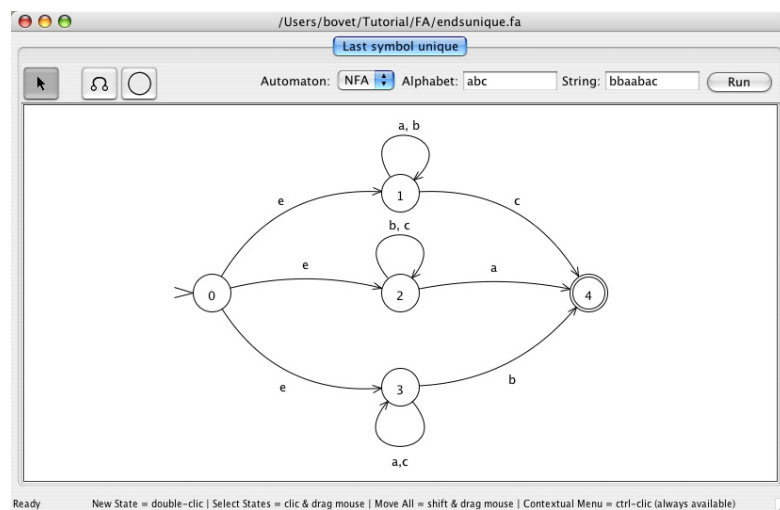 /Users/bovet/Tutorial/FA/endsunique.fa
Last symbol unique
Automaton: NFA Alphabet: abc String: bbaabac Run
a, b
1
e
c
b, c
e
a
0
2
4
3
e
b
a,c
Ready New State = double-clic | Select States = clic & drag mouse | Move All = shift & drag mouse | Contextual Menu = ctrl-clic (always available)